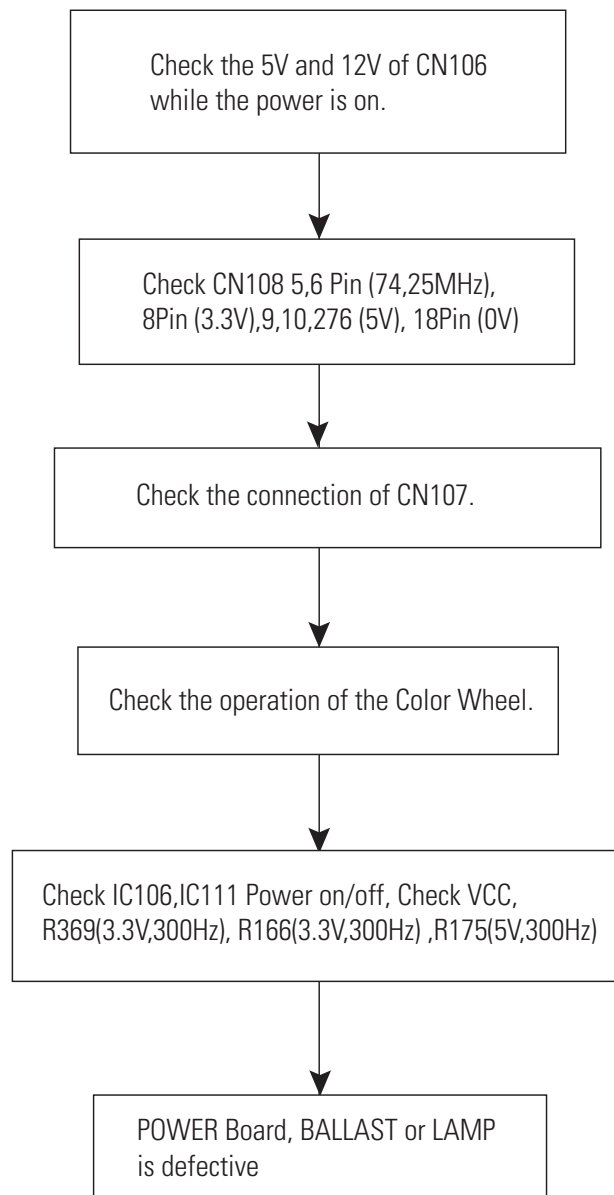 Check the 5V and 12V of CN106
while the power is on.
Check CN108 5,6 Pin (74,25MHz),
8Pin (3.3V),9,10,276 (5V), 18Pin (0V)
Check the connection of CN107.
Check the operation of the Color Wheel.
Check IC106,IC111 Power on/off, Check VCC,
R369(3.3V,300Hz), R166(3.3V,300Hz) ,R175(5V,300Hz)
POWER Board, BALLAST or LAMP
is defective